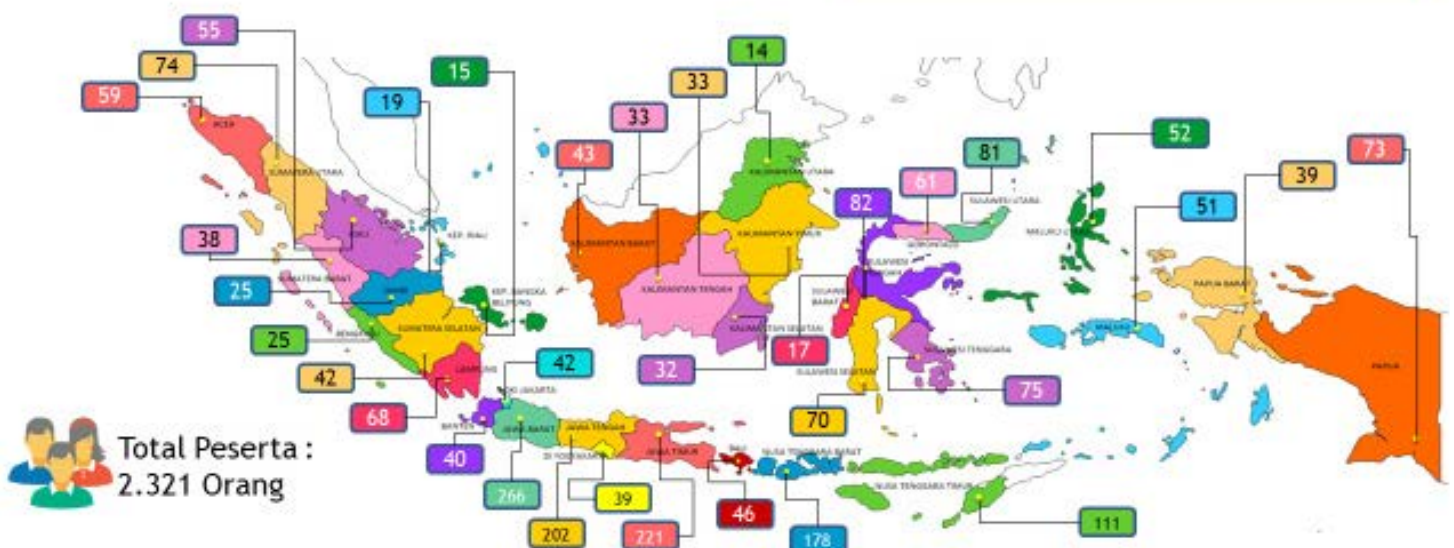 55
14
74
15
33
59
19
33
52
81
73
43
61
39
82
ACEH
SUMATERA UTARA
KALIMANTAN UTARA
SULAWESI UTARA
51
38
RIAU
KEP. RIAU
KALIMANTAN BARAT
KALIMANTAN TIMUR
GORONTALO
MALUKU UTARA
SUMATERA BARAT
SULAWESI
25
KEP. BANGKA
BELITUNG
KALIMANTAN TENGAH
SULAWESI
BARAT
PAPUA BARAT
SUMATERA SELATAN
KALIMANTAN SELATAN
MALUKU
25
17
SULAWESI TENGGARA
PAPUA
42
LAMPUNG
42
32
SULAWESI SELATAN
75
68
DKI JAKARTA
70
BANTEN
JAWA BARAT
JAWA TENGAH
40
DI YOGYAKARTA
JAWA TIMUR
BALI
NUSA TENGGARA BARAT
NUSA TENGGARA TIMUR
Total Peserta :
2.321 Orang
266
39
46
111
202
221
178